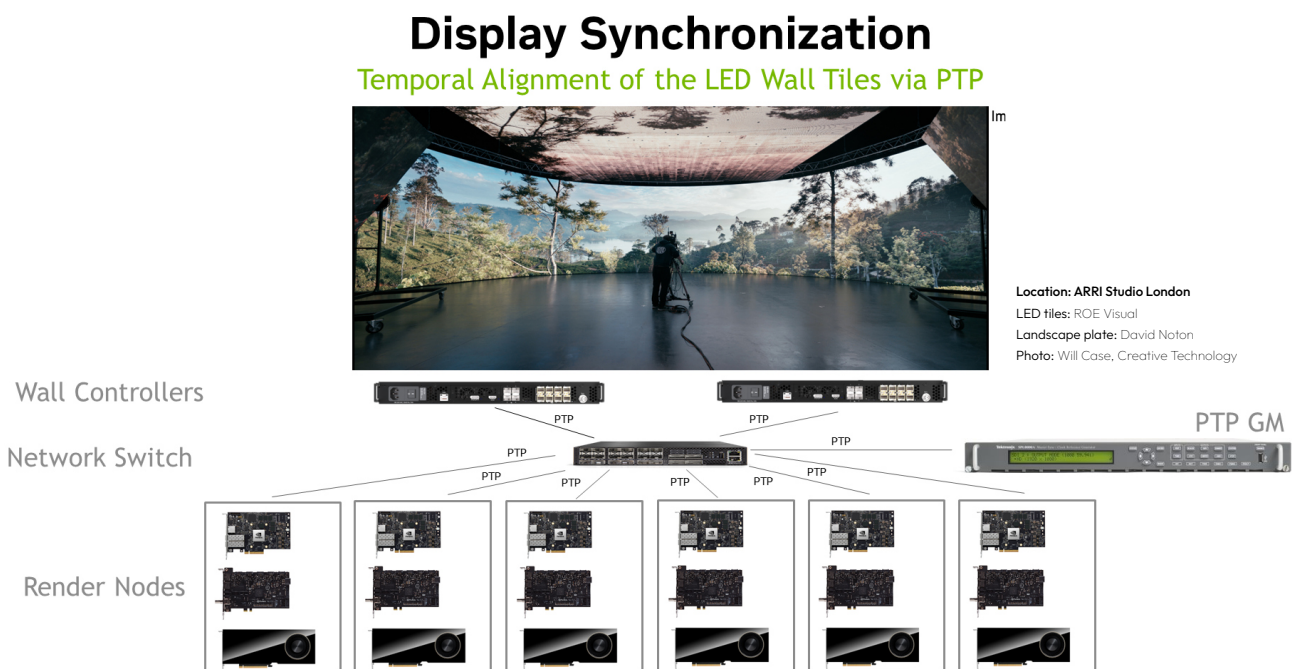 Display Synchronization
Temporal Alignment of the LED Wall Tiles via PTP
Im
Location: ARRI Studio London
LED tiles: ROE Visual
Landscape plate: David Noton
Photo: Will Case, Creative Technology
Wall Controllers
PTP
PTP
PTP GM
PTP
Network Switch
PTP
PTP
PTP
PTP
PTP
PTP
Tektronix
Render Nodes